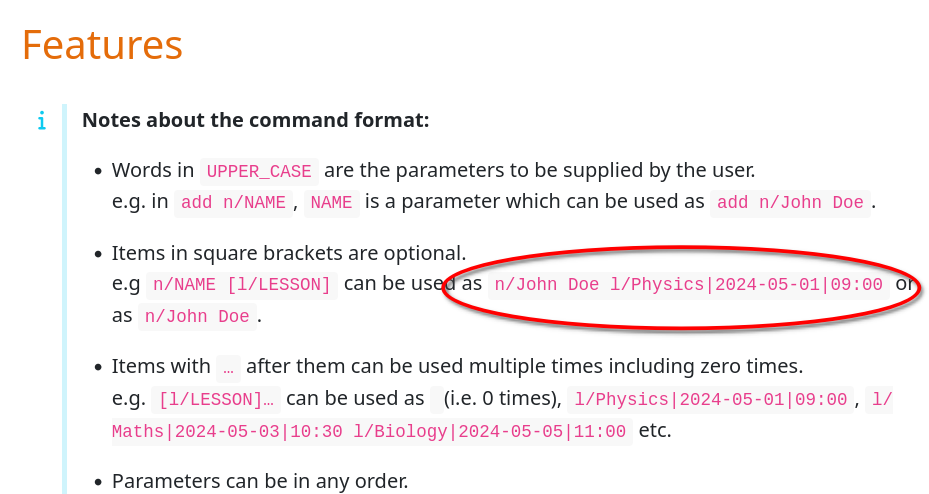 Features
i
Notes about the command format:
• Words in UPPER_CASE are the parameters to be supplied by the user.
e.g. in add n/NAME , NAME is a parameter which can be used as add n/John Doe .
• Items in square brackets are optional.
e.g n/NAME [l/LESSON] can be used as n/John Doe l/Physics|2024-05-01|09:00 or
as n/John Doe .
• Items with … after them can be used multiple times including zero times.
e.g. [l/LESSON]… can be used as (i.e. 0 times), l/Physics|2024-05-01|09:00 , l/
Maths|2024-05-03|10:30 l/Biology|2024-05-05|11:00 etc.
• Parameters can be in any order.